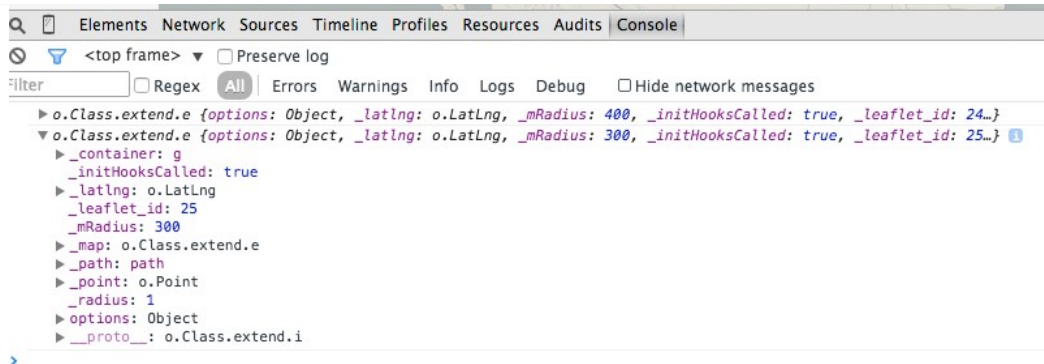 Elements Network Sources Timeline Profiles Resources Audits Console
<top frame> ▼ Preserve log
Filter Regex All Errors Warnings Info Logs Debug Hide network messages
▶ o.Class.extend.e {options: Object, _latlng: o.LatLng, _mRadius: 400, _initHooksCalled: true, _leaflet_id: 24…}
▼ o.Class.extend.e {options: Object, _latlng: o.LatLng, _mRadius: 300, _initHooksCalled: true, _leaflet_id: 25…} i
▶ _container: g
_initHooksCalled: true
▶ _latlng: o.LatLng
_leaflet_id: 25
_mRadius: 300
▶ _map: o.Class.extend.e
▶ _path: path
▶ _point: o.Point
_radius: 1
▶ options: Object
▶ __proto__: o.Class.extend.i
>